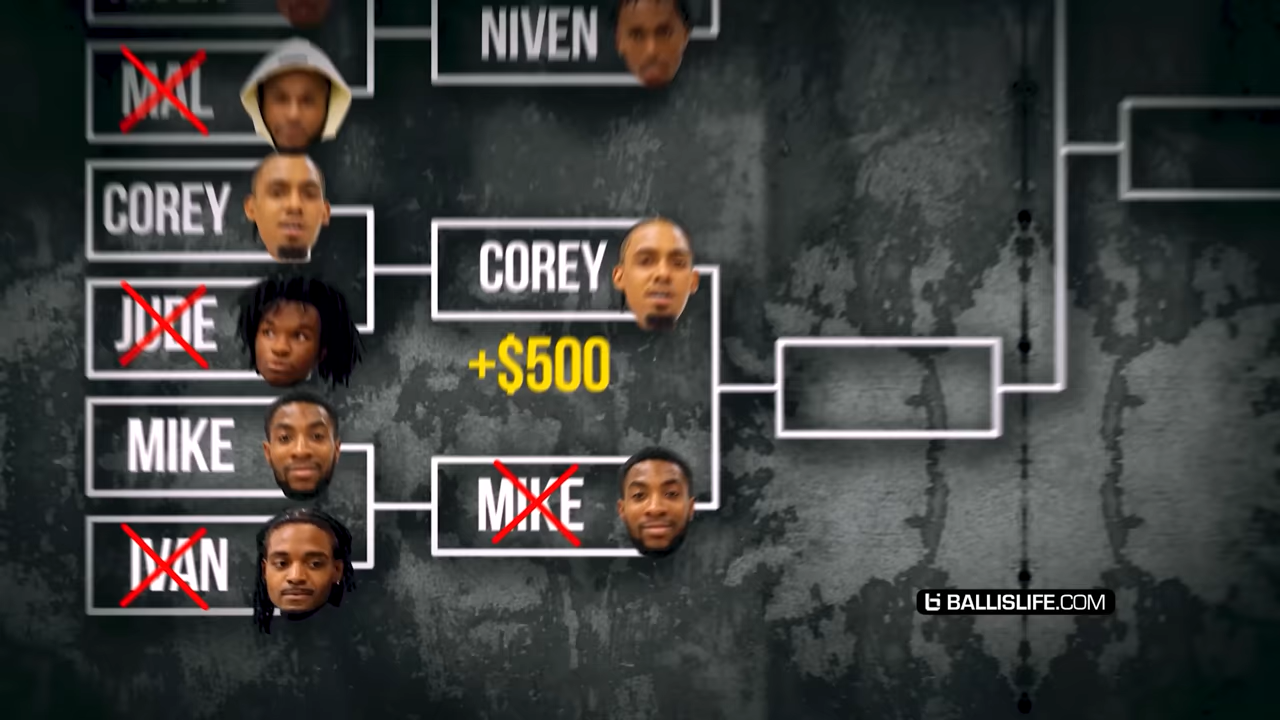 NIVEN
MAL
COREY
COREY
JUDE
+$500
MIKE
MIKE
IVAN
BALLISLIFE.COM